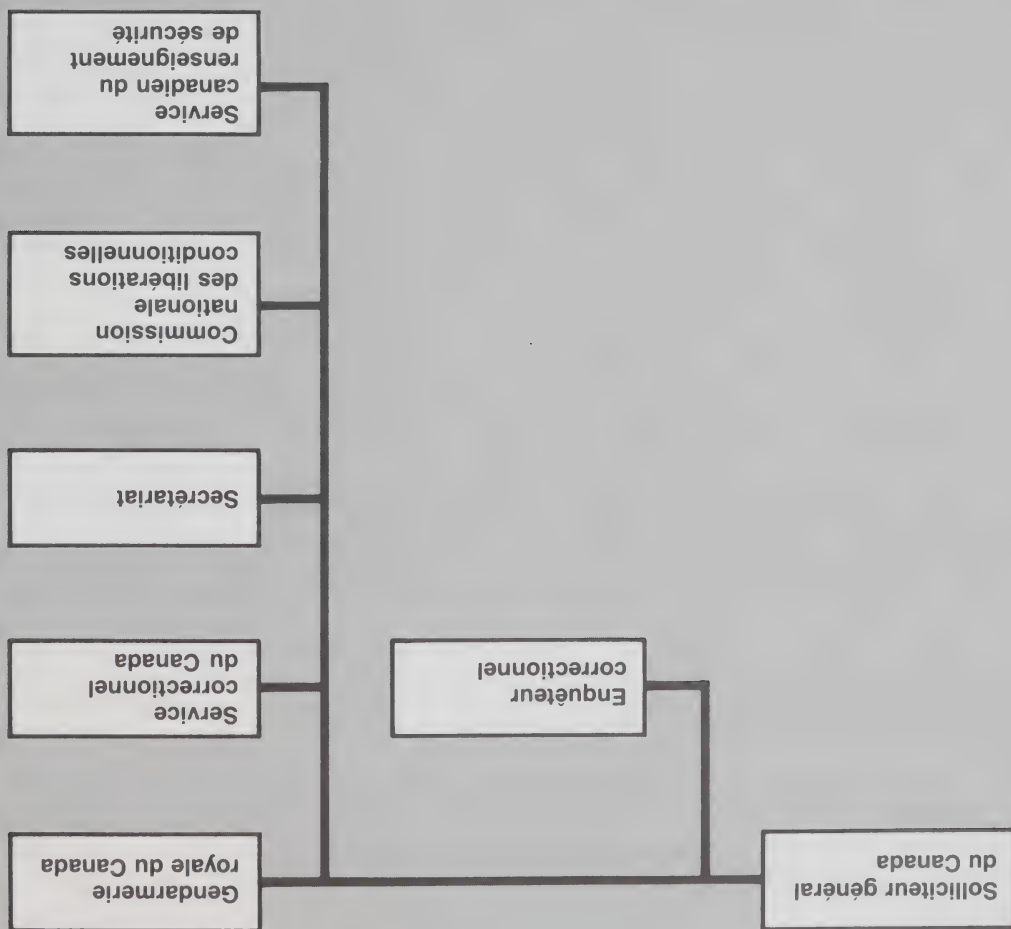 Solliciteur général
du Canada
Gendarmerie
royale du Canada
Enquêteur
correctionnel
Service
correctionnel
du Canada
Secrétariat
Commission
nationale
des libérations
conditionnelles
Service
canadien du
renseignement
de sécurité